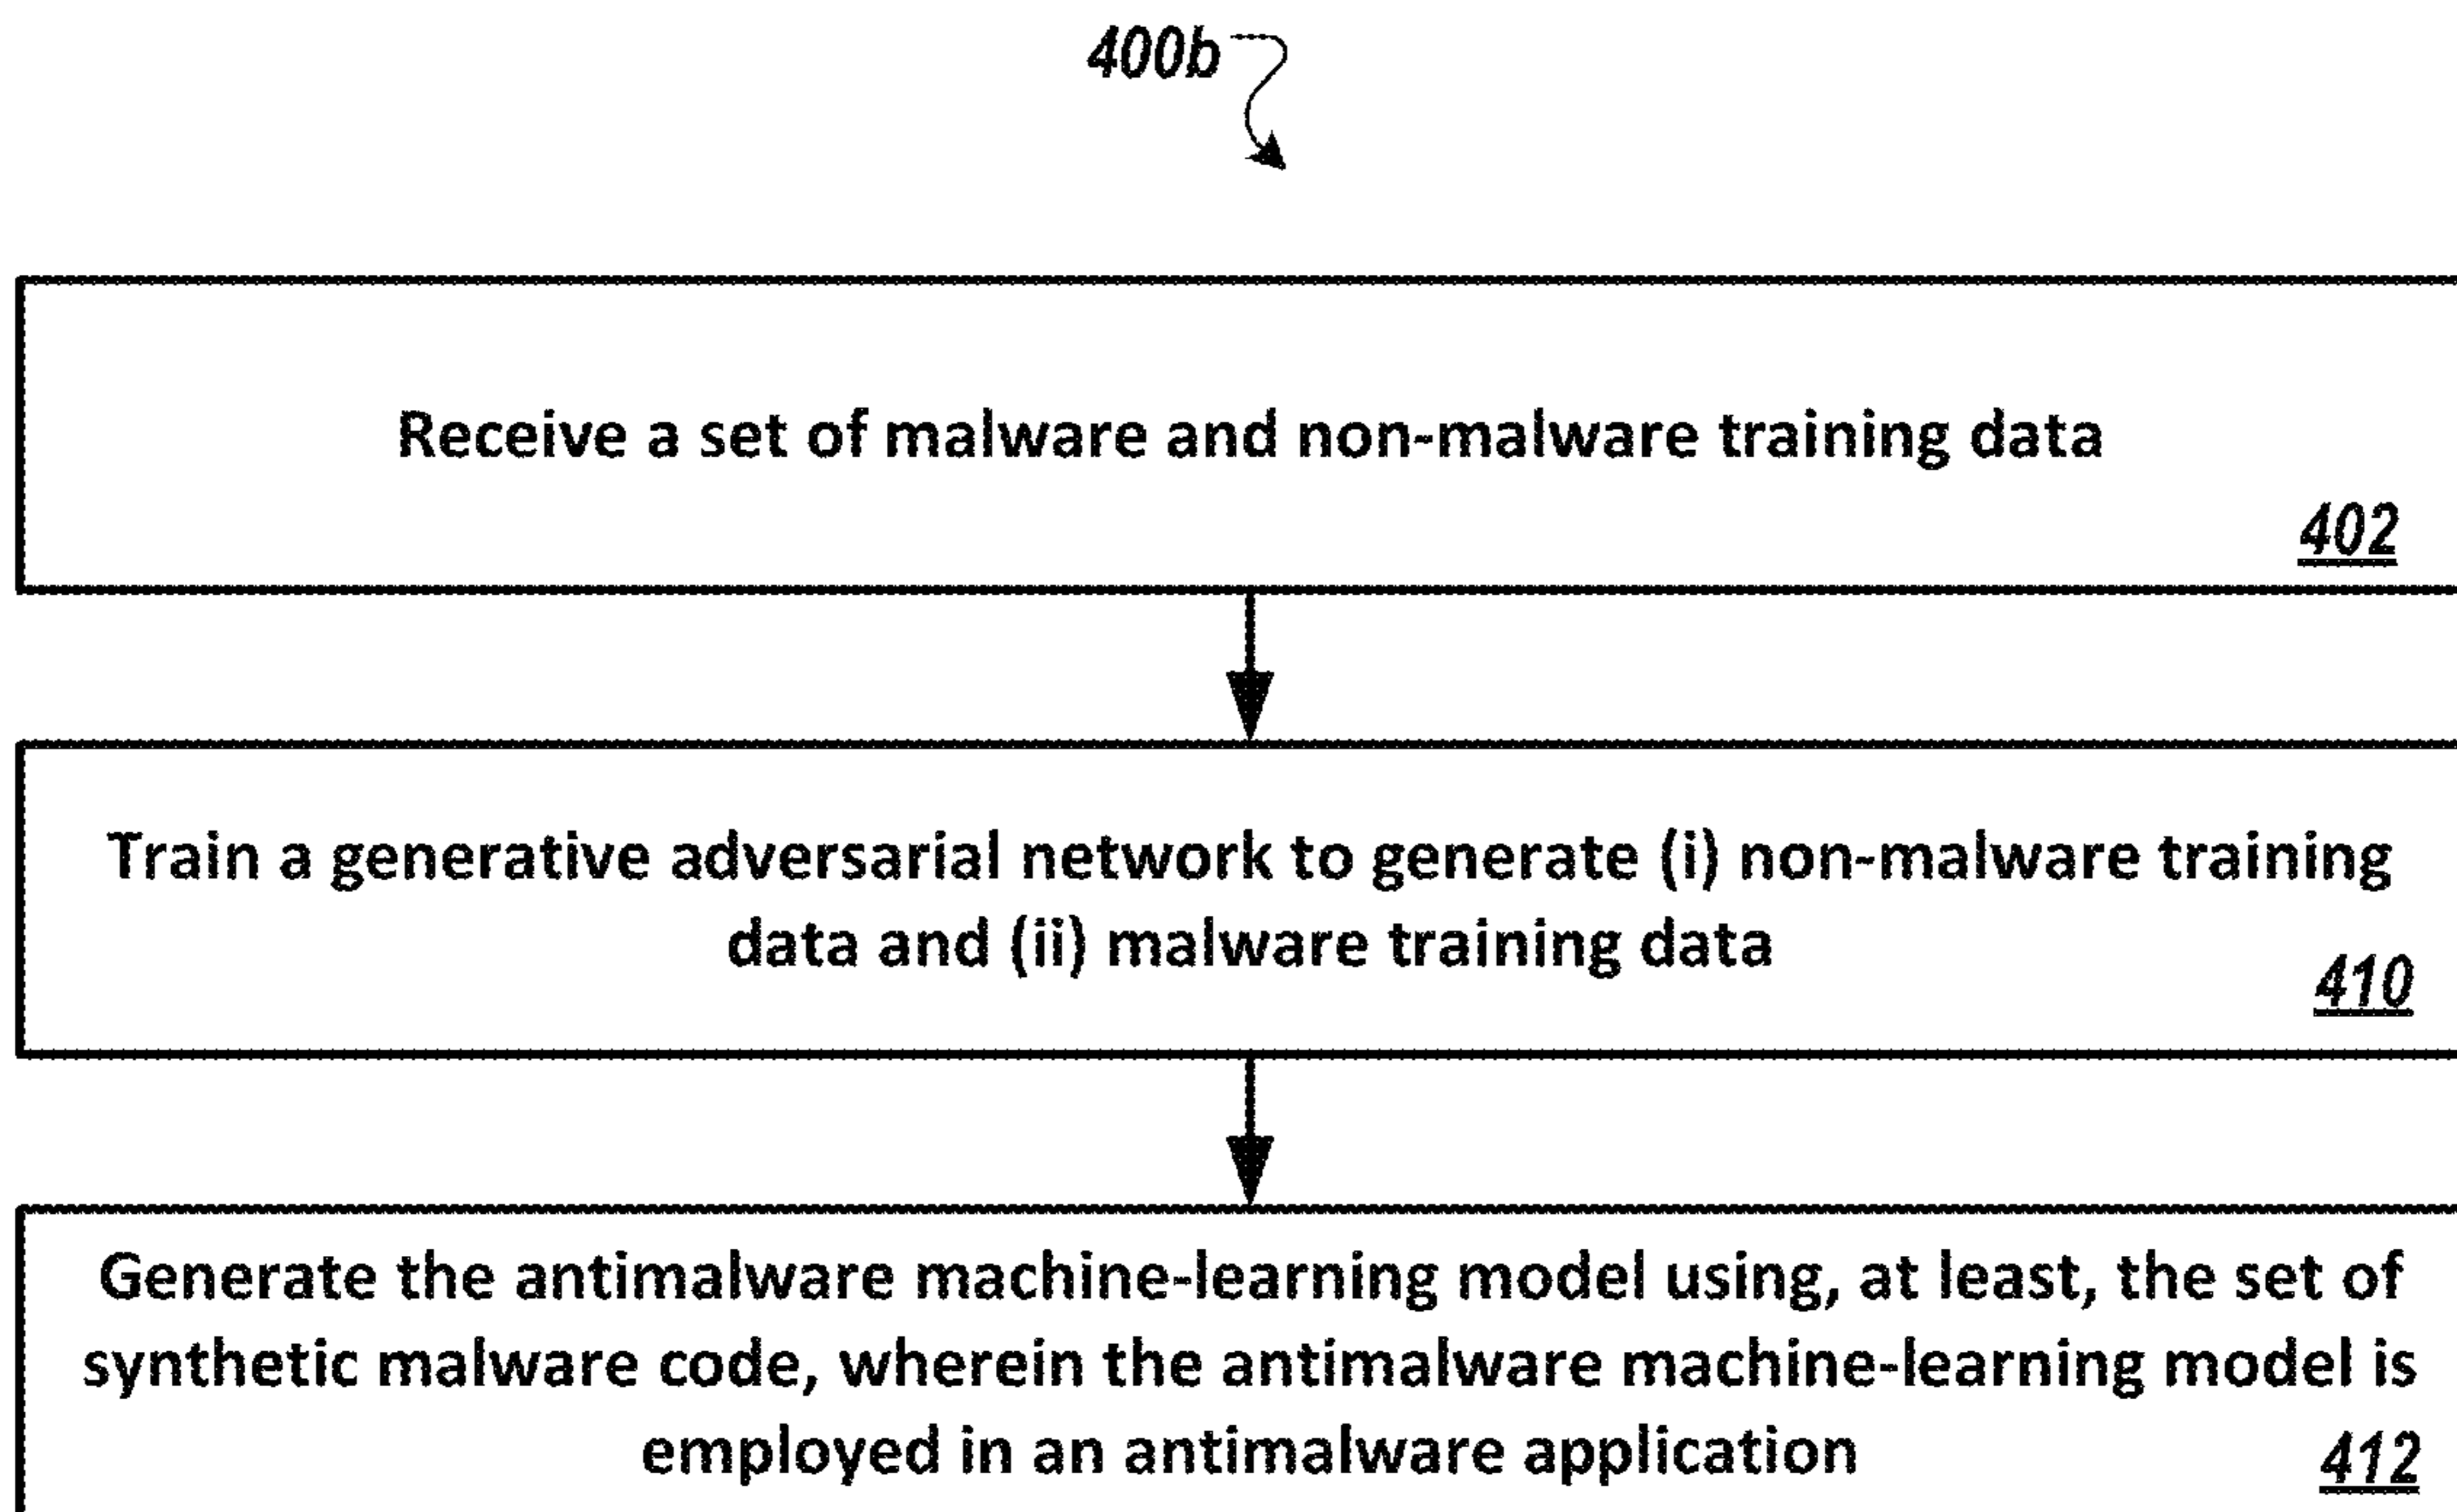 400b
Receive a set of malware and non-malware training data
402
Train a generative adversarial network to generate (i) non-malware training
data and (ii) malware training data
410
Generate the antimalware machine-learning model using, at least, the set of
synthetic malware code, wherein the antimalware machine-learning model is
employed in an antimalware application
412